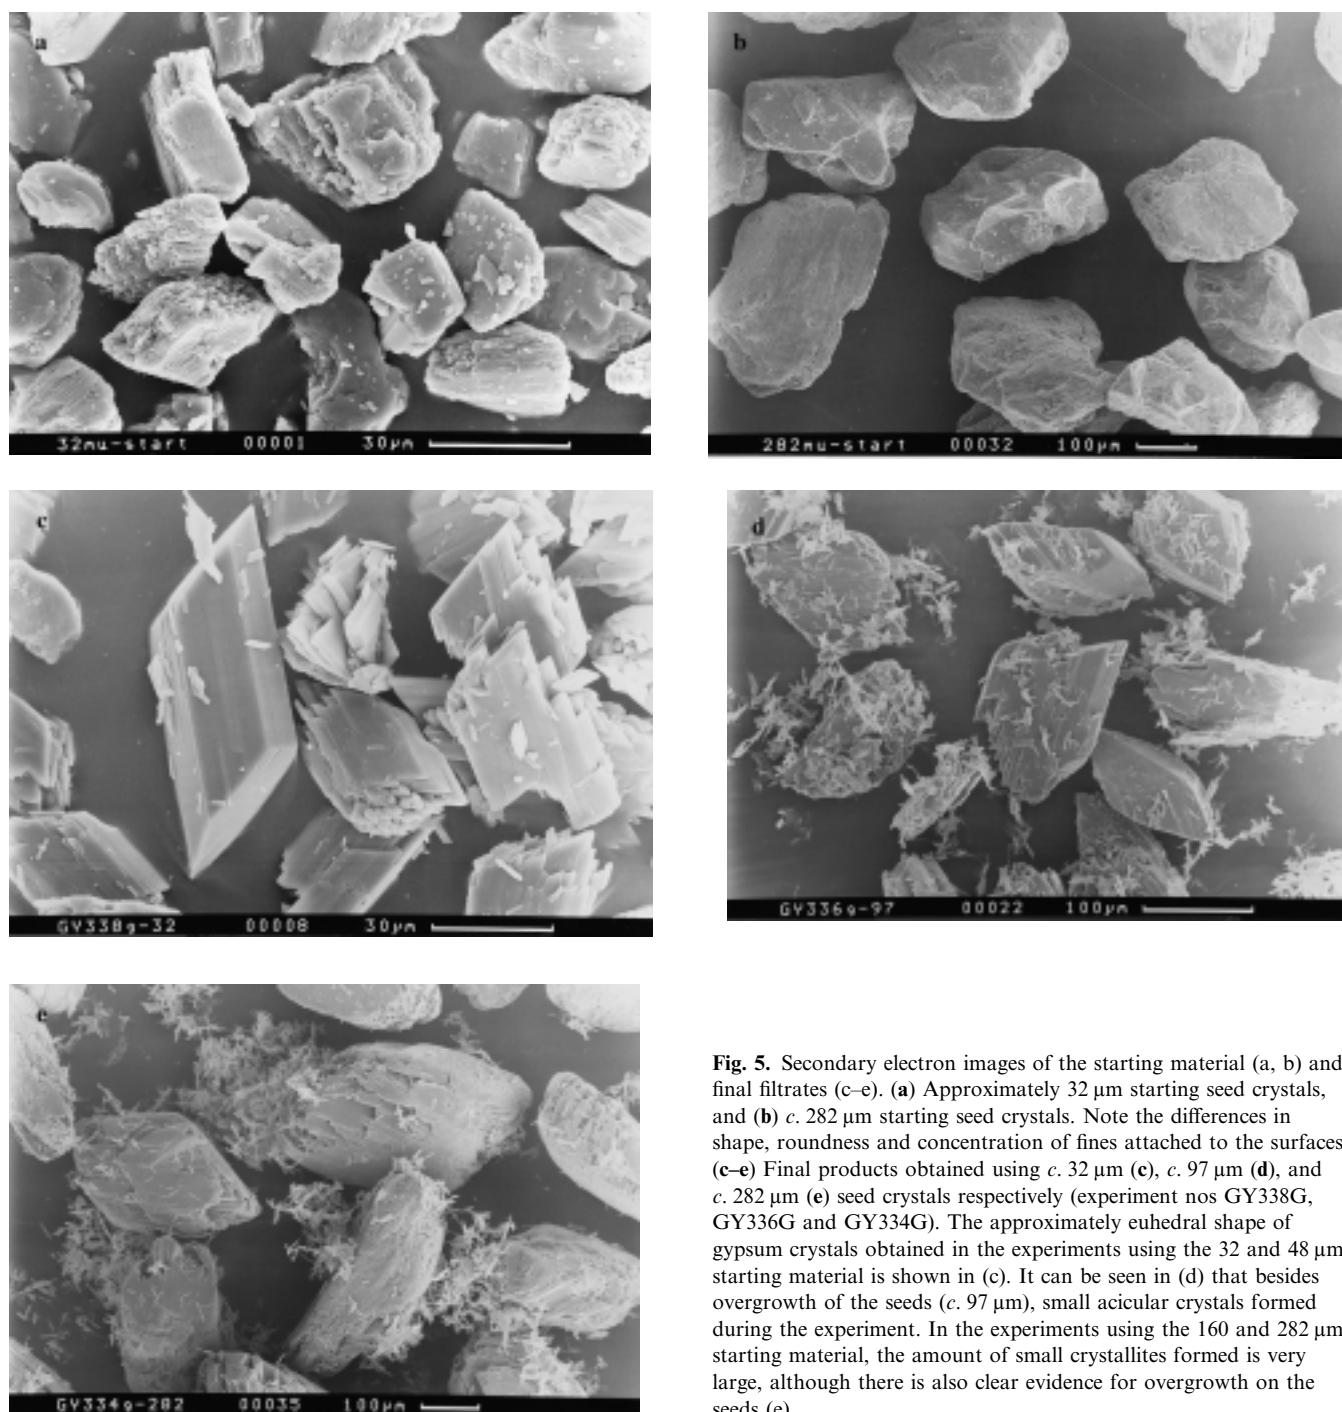 a
32mu-start 00001 30µm
b
282mu-start 00032 100µm
c
GY338g-32 00008 30µm
d
GY336g-97 00022 100µm
e
GY334g-282 00035 100µm
Fig. 5. Secondary electron images of the starting material (a, b) and
final filtrates (c–e). (a) Approximately 32 µm starting seed crystals,
and (b) c. 282 µm starting seed crystals. Note the differences in
shape, roundness and concentration of fines attached to the surfaces
(c–e) Final products obtained using c. 32 µm (c), c. 97 µm (d), and
c. 282 µm (e) seed crystals respectively (experiment nos GY338G,
GY336G and GY334G). The approximately euhedral shape of
gypsum crystals obtained in the experiments using the 32 and 48 µm
starting material is shown in (c). It can be seen in (d) that besides
overgrowth of the seeds (c. 97 µm), small acicular crystals formed
during the experiment. In the experiments using the 160 and 282 µm
starting material, the amount of small crystallites formed is very
large, although there is also clear evidence for overgrowth on the
seeds (e)